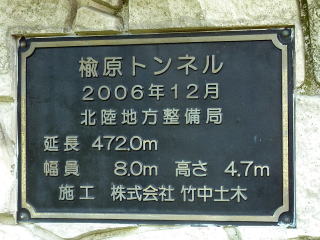 楡原トンネル
2006年12月
北陸地方整備局
延長 472.0m
幅員 8.0m 高さ 4.7m
施工 株式会社 竹中土木